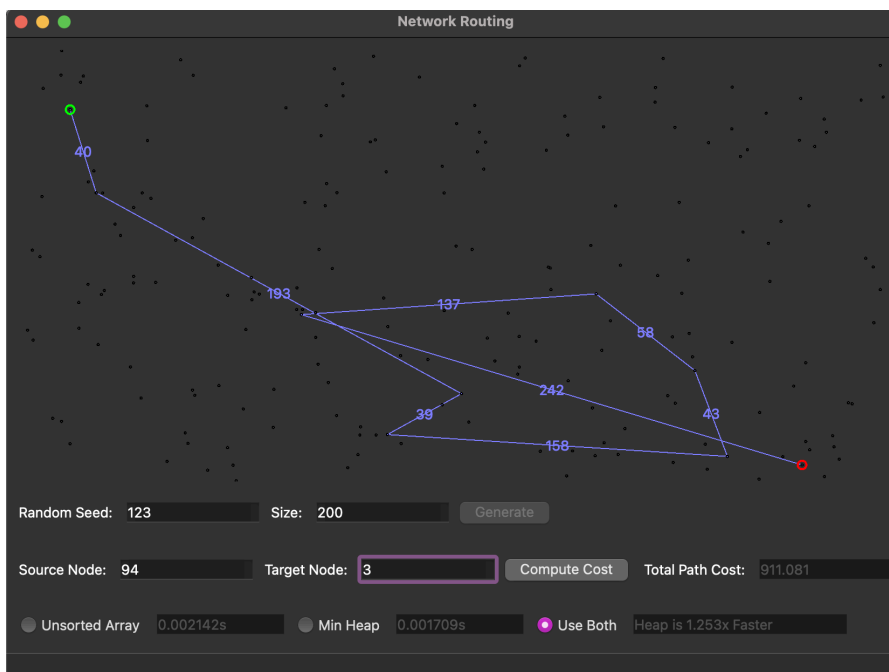 Network Routing
40
193
137
58
242
39
43
158
Random Seed: 123 Size: 200 Generate
Source Node: 94 Target Node: 3 Compute Cost Total Path Cost: 911.081
Unsorted Array 0.002142s Min Heap 0.001709s Use Both Heap is 1.253x Faster